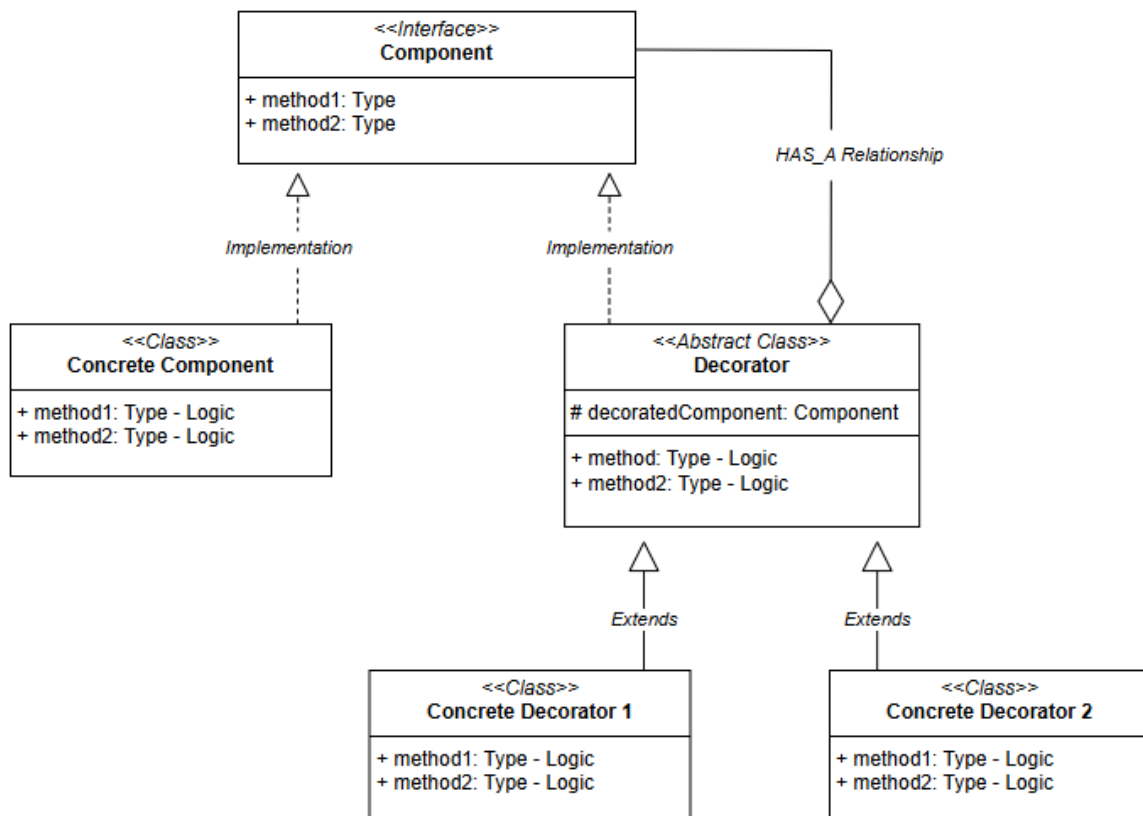 <<Interface>>
Component
+ method1: Type
+ method2: Type
HAS_A Relationship
Implementation
Implementation
<<Class>>
Concrete Component
+ method1: Type - Logic
+ method2: Type - Logic
<<Abstract Class>>
Decorator
# decoratedComponent: Component
+ method: Type - Logic
+ method2: Type - Logic
Extends
Extends
<<Class>>
Concrete Decorator 1
+ method1: Type - Logic
+ method2: Type - Logic
<<Class>>
Concrete Decorator 2
+ method1: Type - Logic
+ method2: Type - Logic